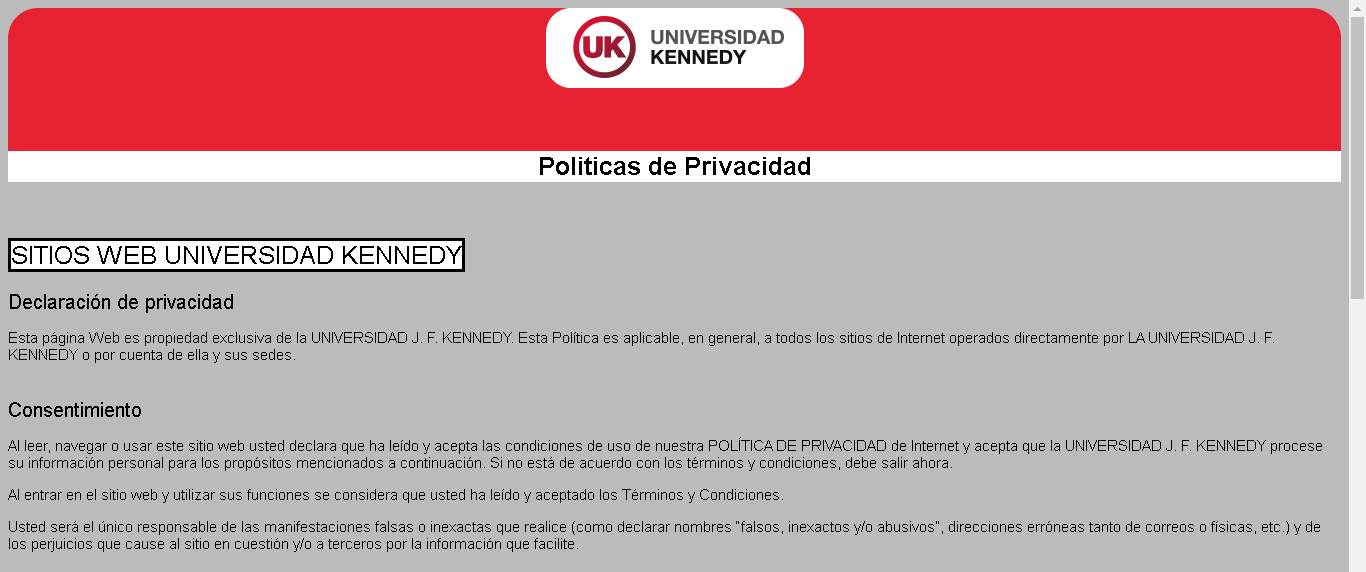 UK UNIVERSIDAD
KENNEDY
Politicas de Privacidad
SITIOS WEB UNIVERSIDAD KENNEDY
Declaración de privacidad
Esta página Web es propiedad exclusiva de la UNIVERSIDAD J. F. KENNEDY. Esta Política es aplicable, en general, a todos los sitios de Internet operados directamente por LA UNIVERSIDAD J. F.
KENNEDY o por cuenta de ella y sus sedes.
Consentimiento
Al leer, navegar o usar este sitio web usted declara que ha leído y acepta las condiciones de uso de nuestra POLÍTICA DE PRIVACIDAD de Internet y acepta que la UNIVERSIDAD J. F. KENNEDY procese
su información personal para los propósitos mencionados a continuación. Si no está de acuerdo con los términos y condiciones, debe salir ahora.
Al entrar en el sitio web y utilizar sus funciones se considera que usted ha leído y aceptado los Términos y Condiciones.
Usted será el único responsable de las manifestaciones falsas o inexactas que realice (como declarar nombres “falsos, inexactos y/o abusivos”, direcciones erróneas tanto de correos o físicas, etc.) y de
los perjuicios que cause al sitio en cuestión y/o a terceros por la información que facilite.